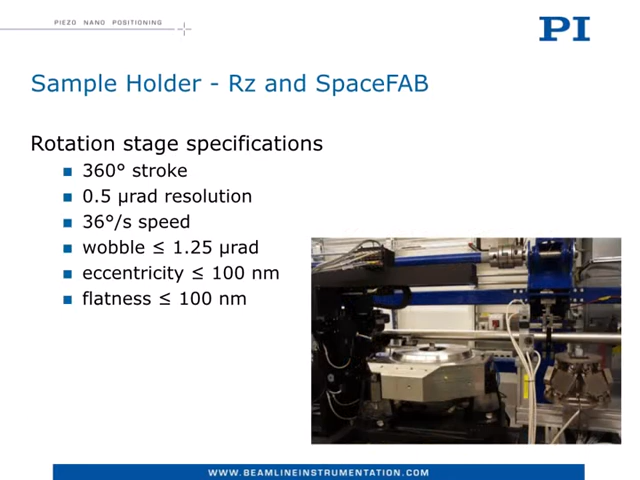 PIEZO NANO POSITIONING
PI
Sample Holder - Rz and SpaceFAB
Rotation stage specifications
360° stroke
0.5 µrad resolution
36°/s speed
wobble ≤ 1.25 µrad
eccentricity ≤ 100 nm
flatness ≤ 100 nm
WWW.BEAMLINEINSTRUMENTATION.COM